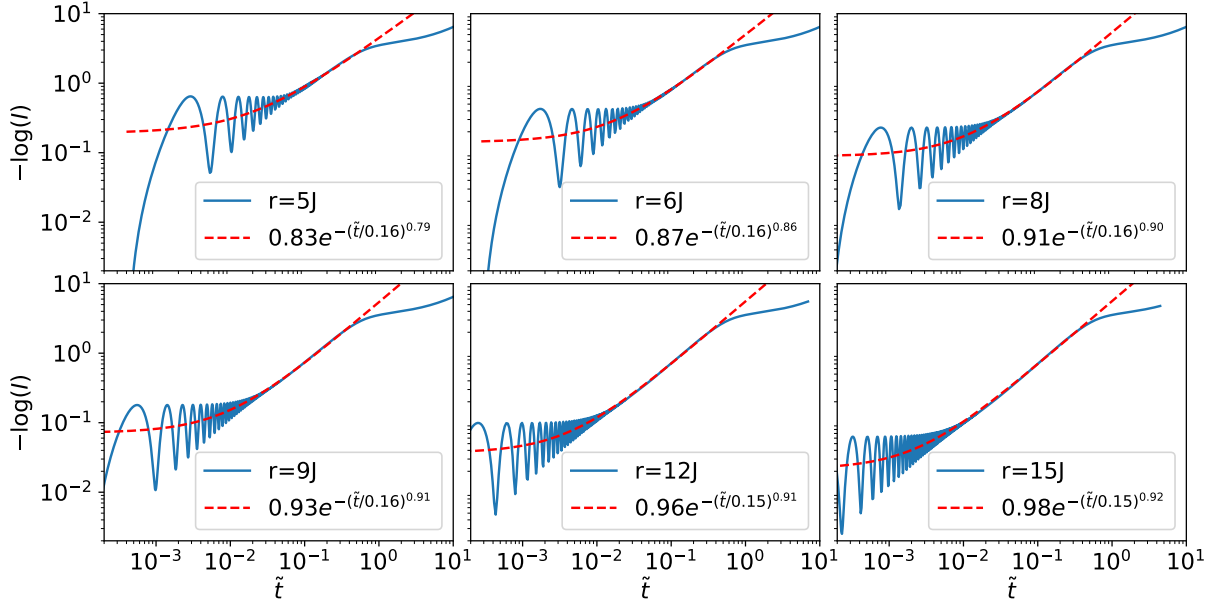 10^1
10^0
10^{-1}
10^{-2}
−log(I)
r=5J
0.83e^{-(t̃/0.16)^{0.79}}
r=6J
0.87e^{-(t̃/0.16)^{0.86}}
r=8J
0.91e^{-(t̃/0.16)^{0.90}}
10^1
10^0
10^{-1}
10^{-2}
−log(I)
r=9J
0.93e^{-(t̃/0.16)^{0.91}}
r=12J
0.96e^{-(t̃/0.15)^{0.91}}
r=15J
0.98e^{-(t̃/0.15)^{0.92}}
10^{-3} 10^{-2} 10^{-1} 10^0 10^1
10^{-3} 10^{-2} 10^{-1} 10^0 10^1
10^{-3} 10^{-2} 10^{-1} 10^0 10^1
t̃
t̃
t̃